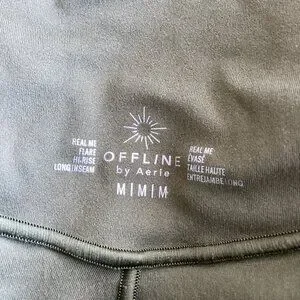 REAL ME
FLARE
HI-RISE
LONG INSEAM
OFFLINE
by Aerie
M|M|M
REAL ME
ÉVASÉ
TAILLE HAUTE
ENTREJAMBE LONG